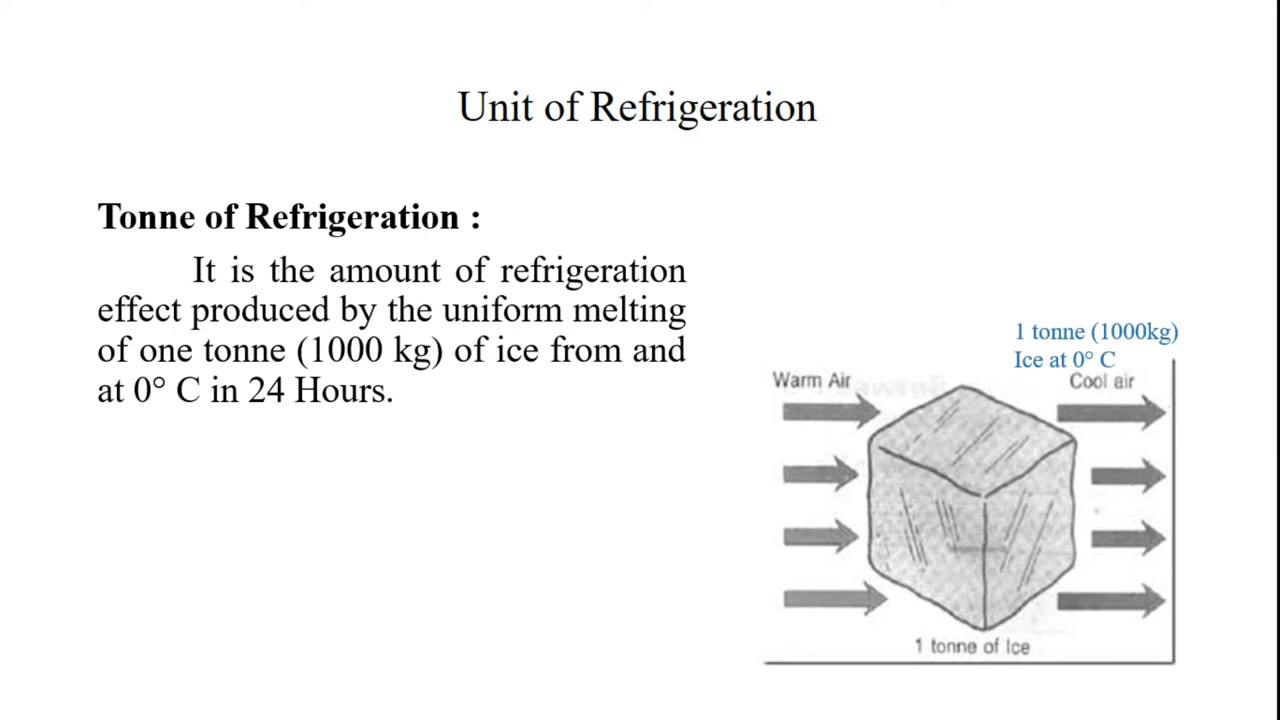 Unit of Refrigeration
Tonne of Refrigeration :
It is the amount of refrigeration
effect produced by the uniform melting
of one tonne (1000 kg) of ice from and
at 0° C in 24 Hours.
1 tonne (1000kg)
Ice at 0° C
Warm Air
Cool air
1 tonne of Ice